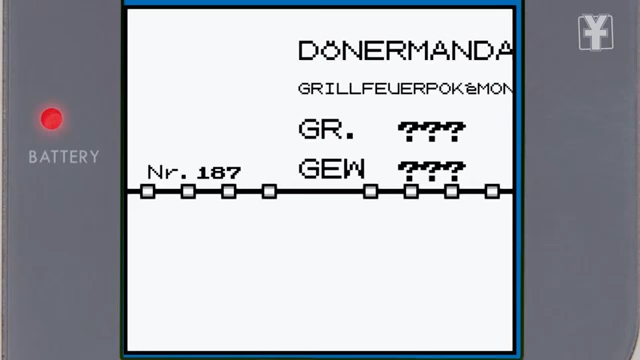 DÖNERMANDA
GRILLFEUERPOKéMON
GR. ???
GEW ???
Nr. 187
BATTERY
¥